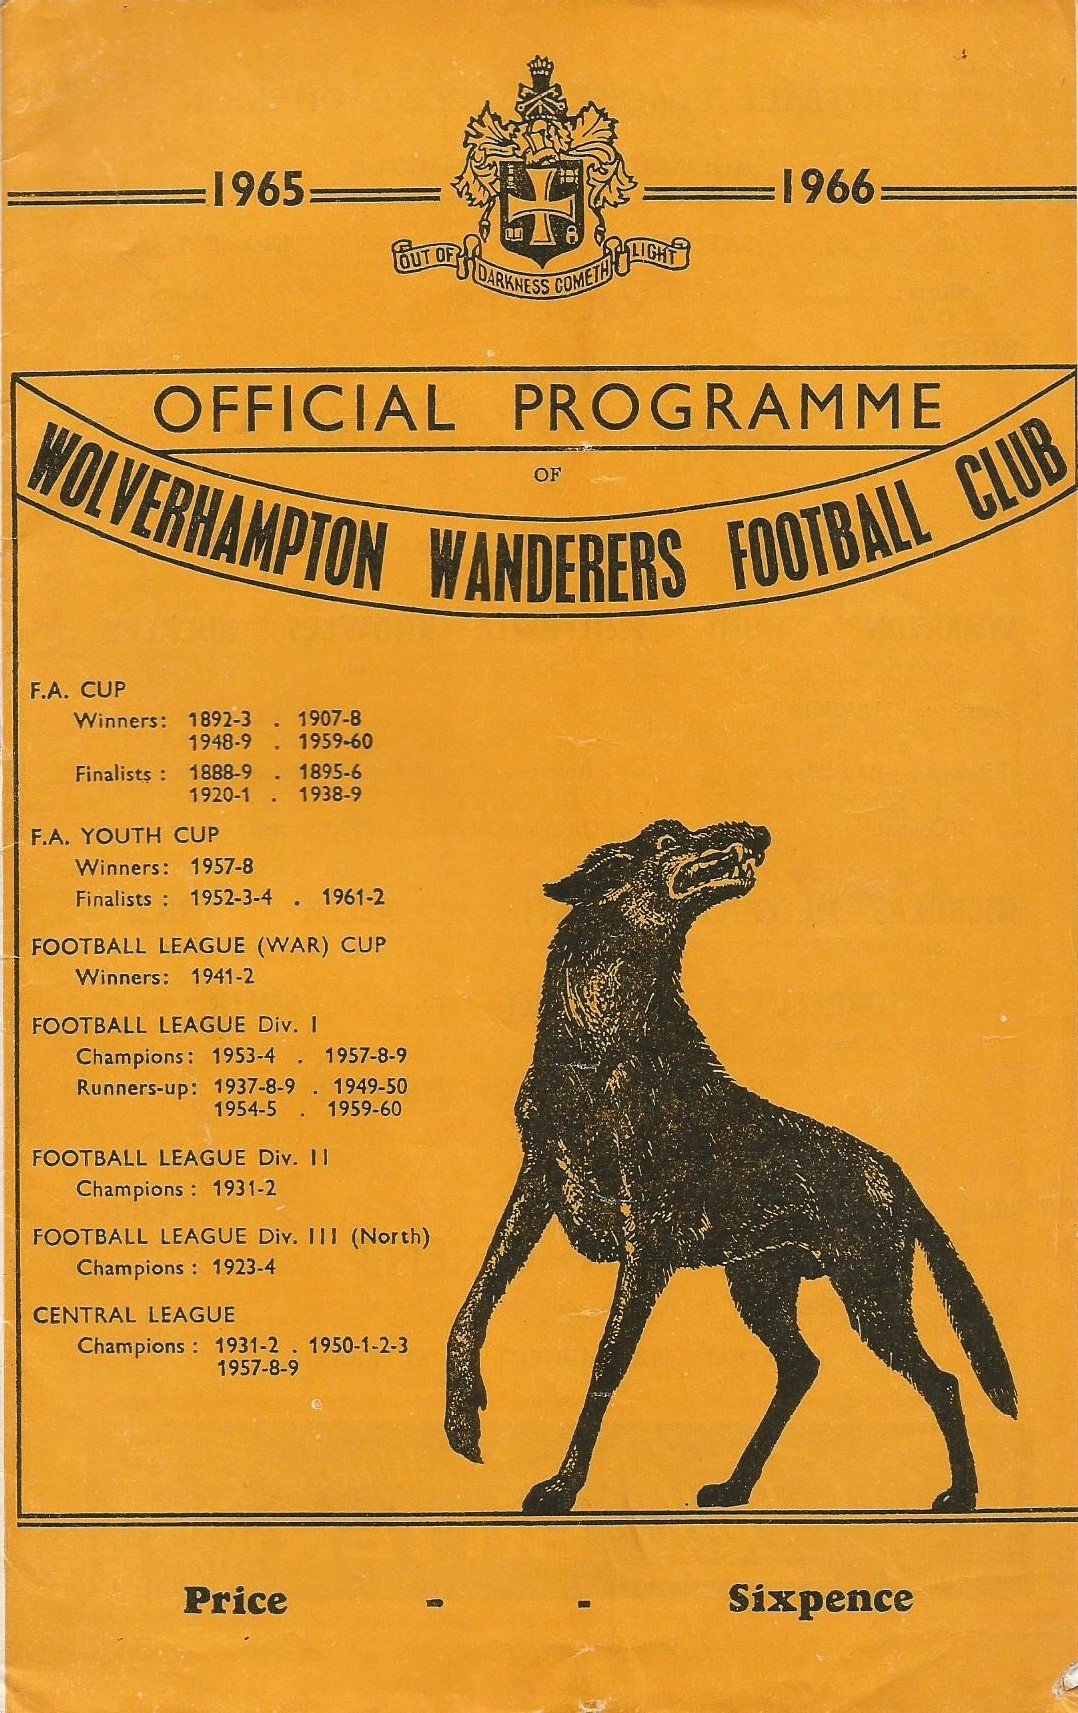 1965 1966
OUT OF DARKNESS COMETH LIGHT
OFFICIAL PROGRAMME
OF
WOLVERHAMPTON WANDERERS FOOTBALL CLUB
F.A. CUP
Winners: 1892-3 . 1907-8
1948-9 . 1959-60
Finalists : 1888-9 . 1895-6
1920-1 . 1938-9
F.A. YOUTH CUP
Winners: 1957-8
Finalists : 1952-3-4 . 1961-2
FOOTBALL LEAGUE (WAR) CUP
Winners: 1941-2
FOOTBALL LEAGUE Div. I
Champions: 1953-4 . 1957-8-9
Runners-up: 1937-8-9 . 1949-50
1954-5 . 1959-60
FOOTBALL LEAGUE Div. II
Champions : 1931-2
FOOTBALL LEAGUE Div. III (North)
Champions : 1923-4
CENTRAL LEAGUE
Champions : 1931-2 . 1950-1-2-3
1957-8-9
Price - - Sixpence